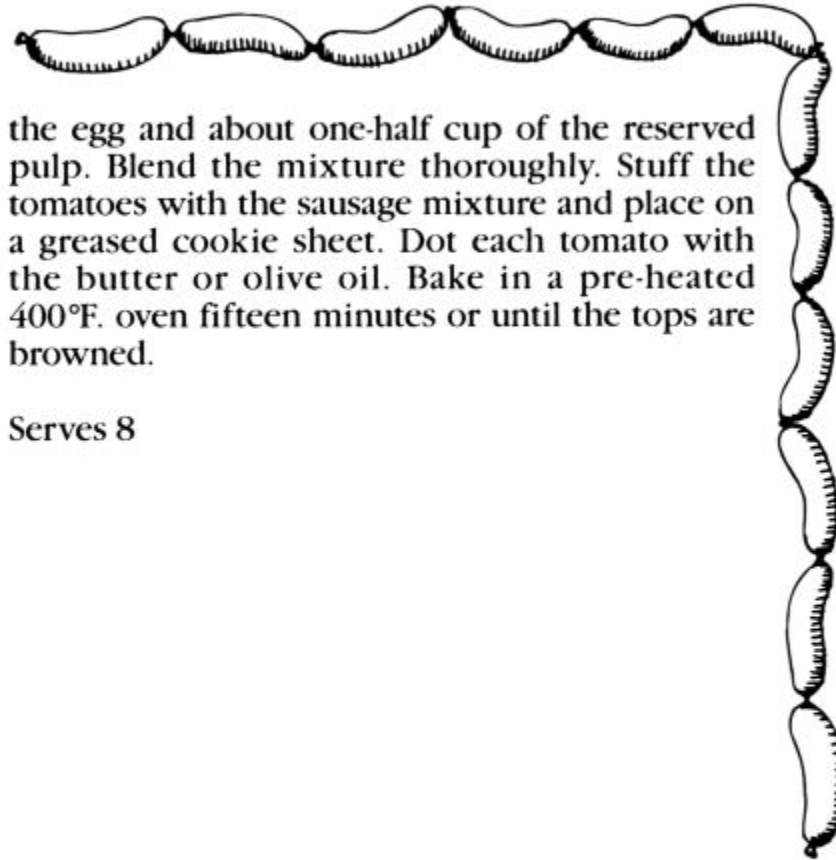 the egg and about one-half cup of the reserved
pulp. Blend the mixture thoroughly. Stuff the
tomatoes with the sausage mixture and place on
a greased cookie sheet. Dot each tomato with
the butter or olive oil. Bake in a pre-heated
400°F. oven fifteen minutes or until the tops are
browned.
Serves 8